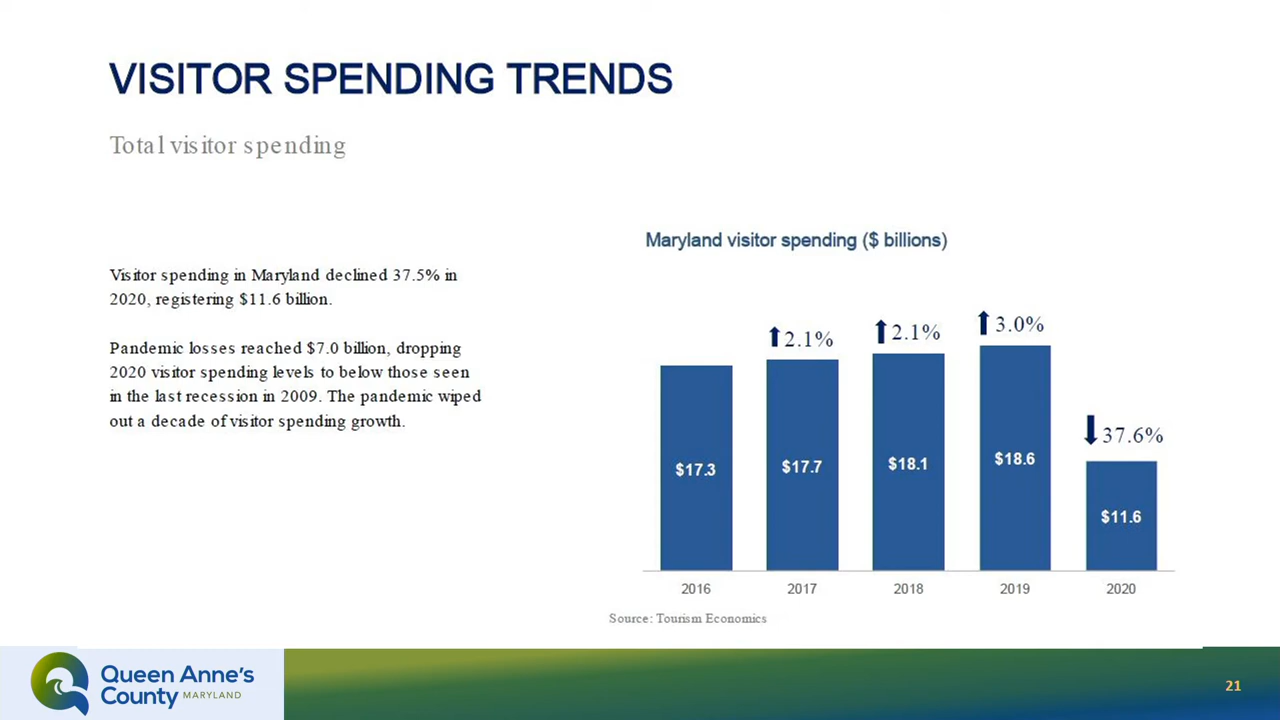 VISITOR SPENDING TRENDS
Total visitor spending
Visitor spending in Maryland declined 37.5% in
2020, registering $11.6 billion.
Pandemic losses reached $7.0 billion, dropping
2020 visitor spending levels to below those seen
in the last recession in 2009. The pandemic wiped
out a decade of visitor spending growth.
Maryland visitor spending ($ billions)
2.1%
2.1%
3.0%
37.6%
$17.3
$17.7
$18.1
$18.6
$11.6
2016
2017
2018
2019
2020
Source: Tourism Economics
Queen Anne's
County MARYLAND
21